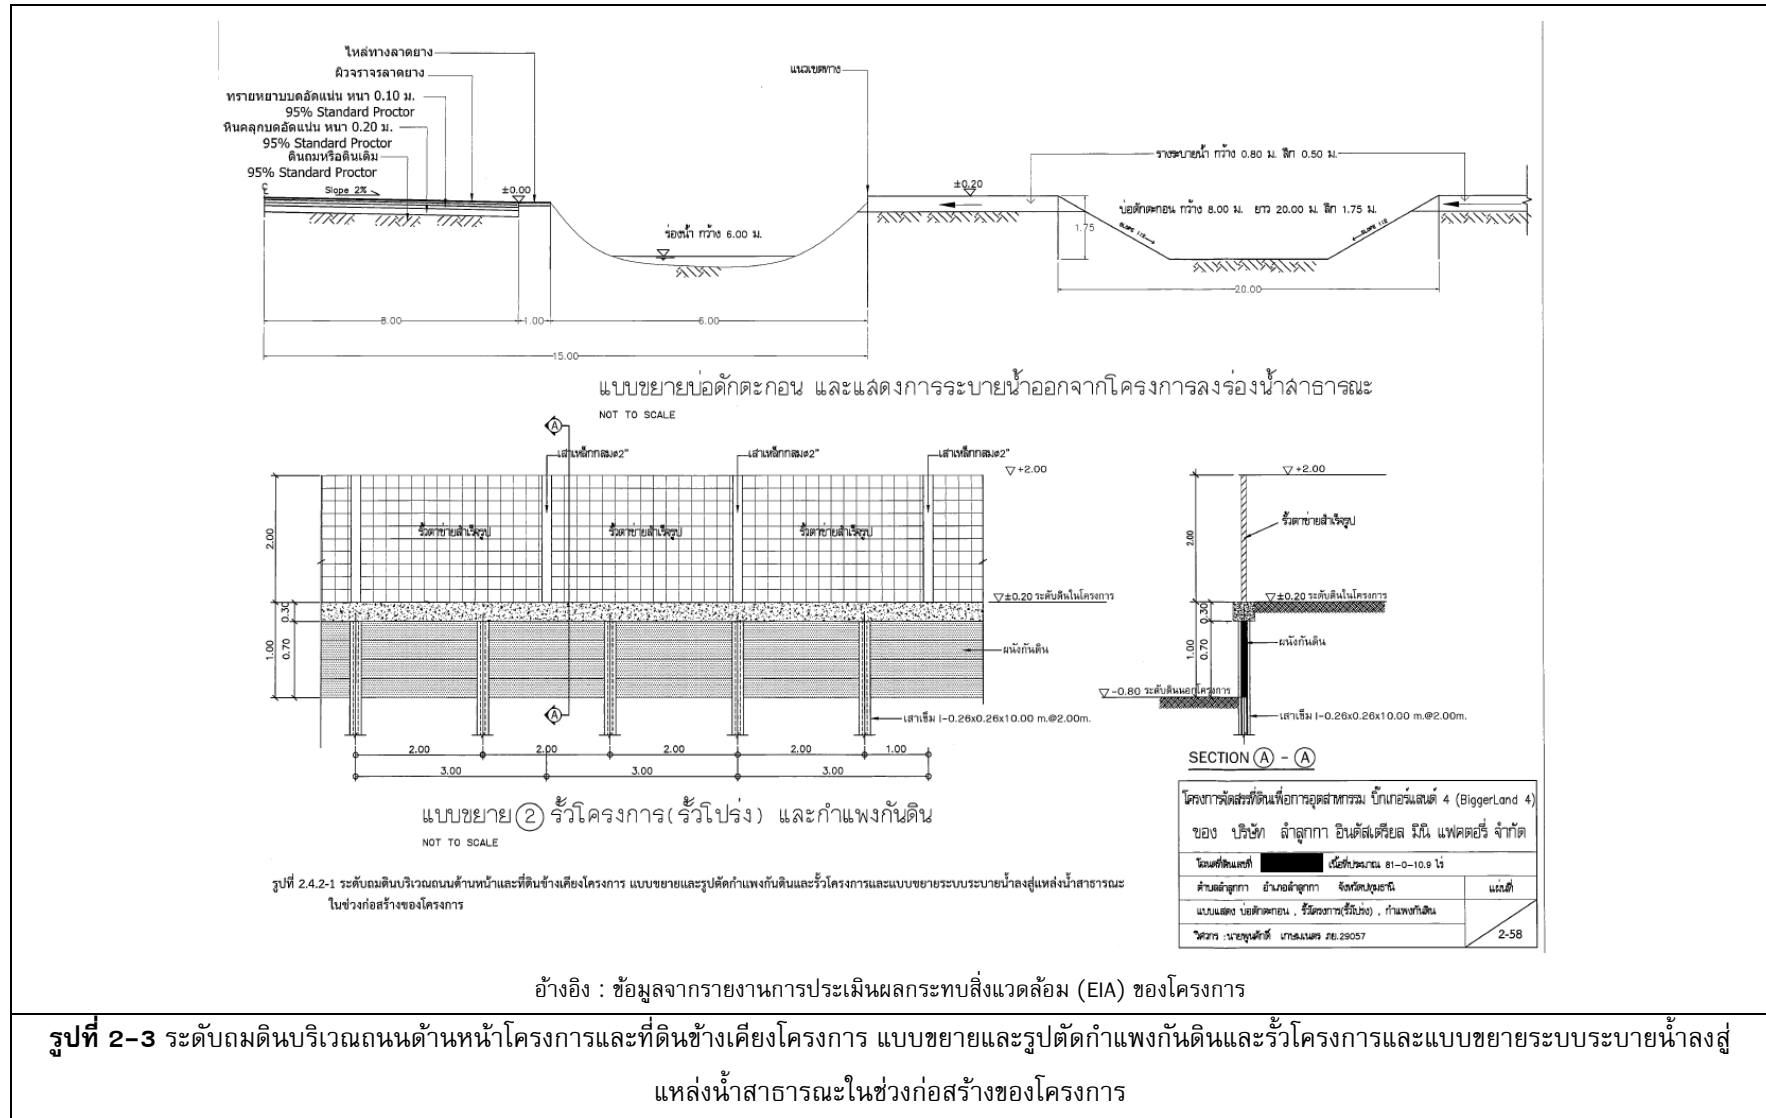 ไหล่ทางลาดยาง
ผิวจราจรลาดยาง
ทรายหยาบบดอัดแน่น หนา 0.10 ม.
95% Standard Proctor
หินคลุกบดอัดแน่น หนา 0.20 ม.
95% Standard Proctor
ดินถมหรือดินเดิม
95% Standard Proctor
Slope 2%
±0.00
แนวเขตทาง
ร่องน้ำ กว้าง 6.00 ม.
±0.20
รางระบายน้ำ กว้าง 0.80 ม. ลึก 0.50 ม.
บ่อดักตะกอน กว้าง 8.00 ม. ยาว 20.00 ม. ลึก 1.75 ม.
1.75
20.00
8.00
1.00
6.00
15.00
แบบขยายบ่อดักตะกอน และแสดงการระบายน้ำออกจากโครงการลงร่องน้ำสาธารณะ
NOT TO SCALE
A
เสาเหล็กกลมø2" เสาเหล็กกลมø2" เสาเหล็กกลมø2"
+2.00
รั้วตาข่ายสำเร็จรูป รั้วตาข่ายสำเร็จรูป รั้วตาข่ายสำเร็จรูป
2.00
±0.20 ระดับดินในโครงการ
0.30
1.00
0.70
ผนังกันดิน
A
เสาเข็ม I-0.26x0.26x10.00 m.@2.00m.
2.00 2.00 2.00 2.00 1.00
3.00 3.00 3.00
แบบขยาย 2 รั้วโครงการ(รั้วโปร่ง) และกำแพงกันดิน
NOT TO SCALE
+2.00
รั้วตาข่ายสำเร็จรูป
2.00
±0.20 ระดับดินในโครงการ
0.30
1.00
0.70
ผนังกันดิน
-0.80 ระดับดินนอกโครงการ
เสาเข็ม I-0.26x0.26x10.00 m.@2.00m.
SECTION A - A
โครงการจัดสรรที่ดินเพื่อการอุตสาหกรรม บิ๊กเกอร์แลนด์ 4 (BiggerLand 4)
ของ บริษัท ลำลูกกา อินดัสเตรียล มินิ แฟคตอรี่ จำกัด
โฉนดที่ดินเลขที่ เนื้อที่ประมาณ 81-0-10.9 ไร่
ตำบลลำลูกกา อำเภอลำลูกกา จังหวัดปทุมธานี แผ่นที่
แบบแสดง บ่อดักตะกอน , รั้วโครงการ(รั้วโปร่ง) , กำแพงกันดิน
วิศวกร :นายพูนศักดิ์ เกษมเนตร ภย.29057 2-58
รูปที่ 2.4.2-1 ระดับถมดินบริเวณถนนด้านหน้าและที่ดินข้างเคียงโครงการ แบบขยายและรูปตัดกำแพงกันดินและรั้วโครงการและแบบขยายระบบระบายน้ำลงสู่แหล่งน้ำสาธารณะ
ในช่วงก่อสร้างของโครงการ
อ้างอิง : ข้อมูลจากรายงานการประเมินผลกระทบสิ่งแวดล้อม (EIA) ของโครงการ
รูปที่ 2-3 ระดับถมดินบริเวณถนนด้านหน้าโครงการและที่ดินข้างเคียงโครงการ แบบขยายและรูปตัดกำแพงกันดินและรั้วโครงการและแบบขยายระบบระบายน้ำลงสู่
แหล่งน้ำสาธารณะในช่วงก่อสร้างของโครงการ